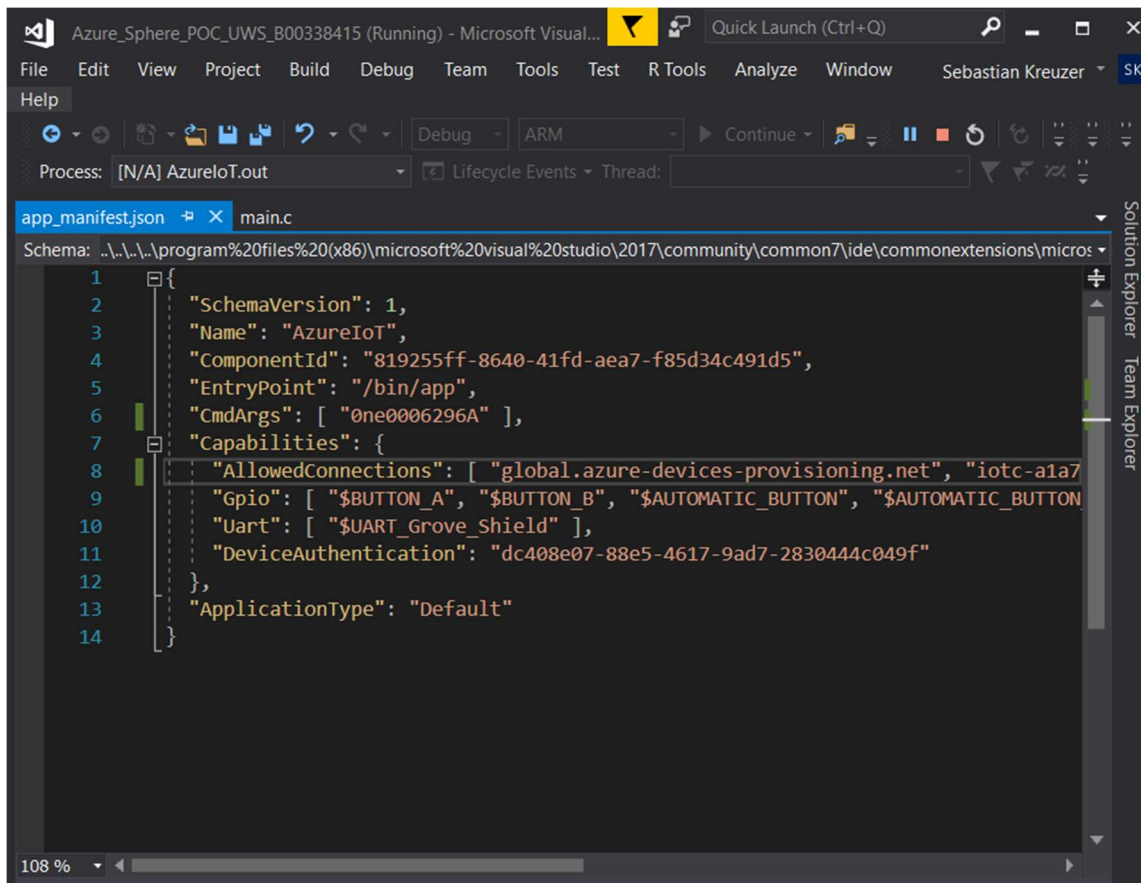 Azure_Sphere_POC_UWS_B00338415 (Running) - Microsoft Visual...
Quick Launch (Ctrl+Q)
File Edit View Project Build Debug Team Tools Test R Tools Analyze Window Sebastian Kreuzer SK
Help
Debug ARM Continue
Process: [N/A] AzureIoT.out Lifecycle Events Thread:
app_manifest.json main.c
Schema: ..\..\..\..\program%20files%20(x86)\microsoft%20visual%20studio\2017\community\common7\ide\commonextensions\micros
1 {
2 "SchemaVersion": 1,
3 "Name": "AzureIoT",
4 "ComponentId": "819255ff-8640-41fd-aea7-f85d34c491d5",
5 "EntryPoint": "/bin/app",
6 "CmdArgs": [ "0ne0006296A" ],
7 "Capabilities": {
8 "AllowedConnections": [ "global.azure-devices-provisioning.net", "iotc-a1a7
9 "Gpio": [ "$BUTTON_A", "$BUTTON_B", "$AUTOMATIC_BUTTON", "$AUTOMATIC_BUTTON_
10 "Uart": [ "$UART_Grove_Shield" ],
11 "DeviceAuthentication": "dc408e07-88e5-4617-9ad7-2830444c049f"
12 },
13 "ApplicationType": "Default"
14 }
108 %
Solution Explorer
Team Explorer